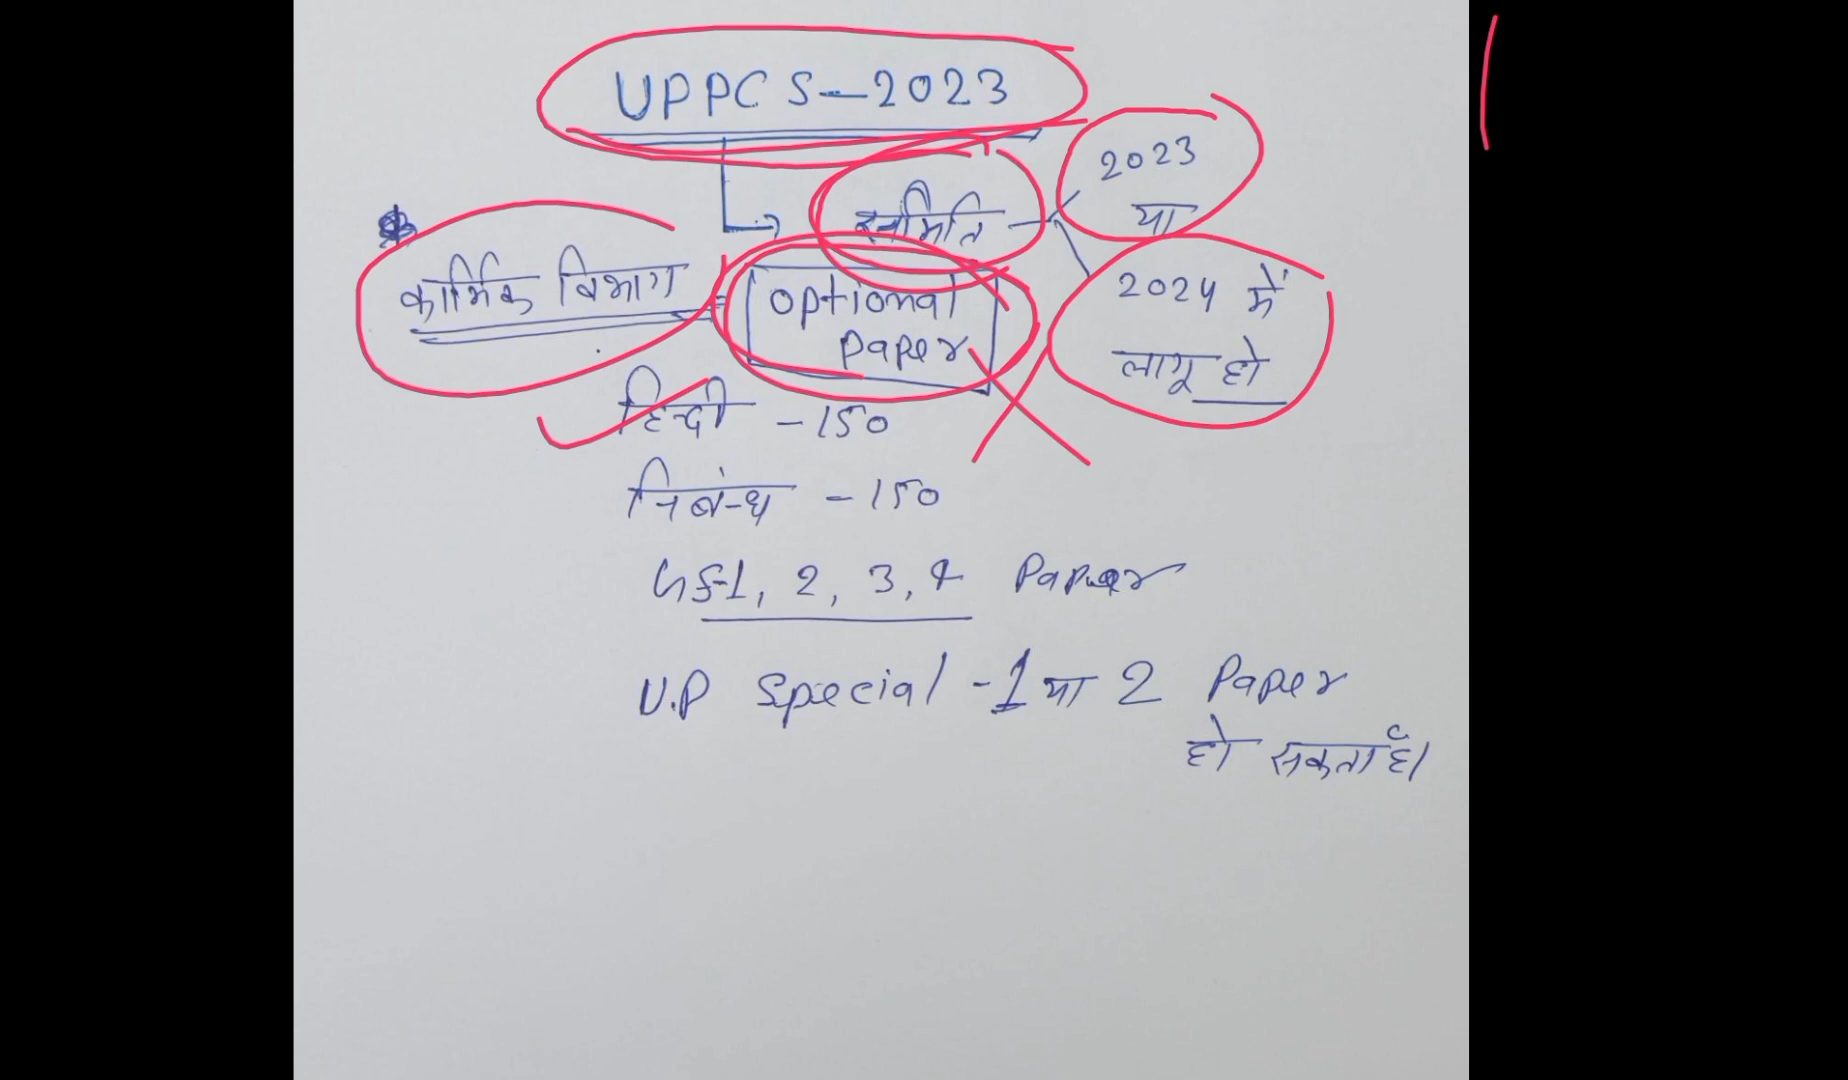 UPPCS-2023
2023
या
समिति
2024 में
लागू हो
कार्मिक विभाग
optional
paper
हिन्दी - 150
निबंन्ध - 150
GS-1, 2, 3, 4 Paper
U.P Special - 1 या 2 Paper
हो सकता है।